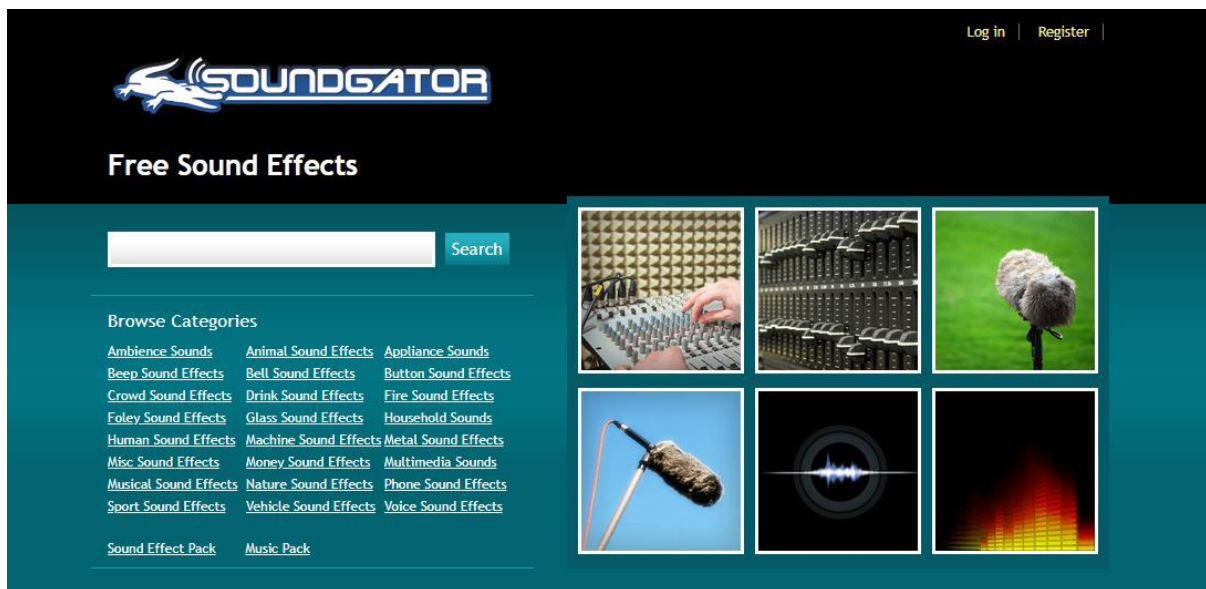 Log in
Register
SOUNDGATOR
Free Sound Effects
Search
Browse Categories
Ambience Sounds Animal Sound Effects Appliance Sounds
Beep Sound Effects Bell Sound Effects Button Sound Effects
Crowd Sound Effects Drink Sound Effects Fire Sound Effects
Foley Sound Effects Glass Sound Effects Household Sounds
Human Sound Effects Machine Sound Effects Metal Sound Effects
Misc Sound Effects Money Sound Effects Multimedia Sounds
Musical Sound Effects Nature Sound Effects Phone Sound Effects
Sport Sound Effects Vehicle Sound Effects Voice Sound Effects
Sound Effect Pack Music Pack